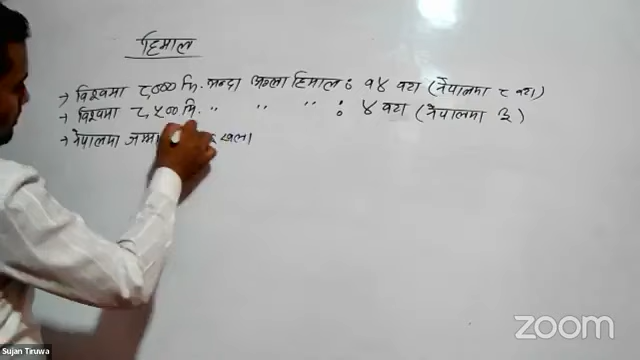 हिमाल
→ विश्वमा ८,००० मि. भन्दा अग्ला हिमाल : १४ वटा (नेपालमा ८ वटा)
→ विश्वमा ८,५०० मि. " " " : ४ वटा (नेपालमा ३)
→ नेपालमा जम्मा
zoom
Sujan Tiruwa